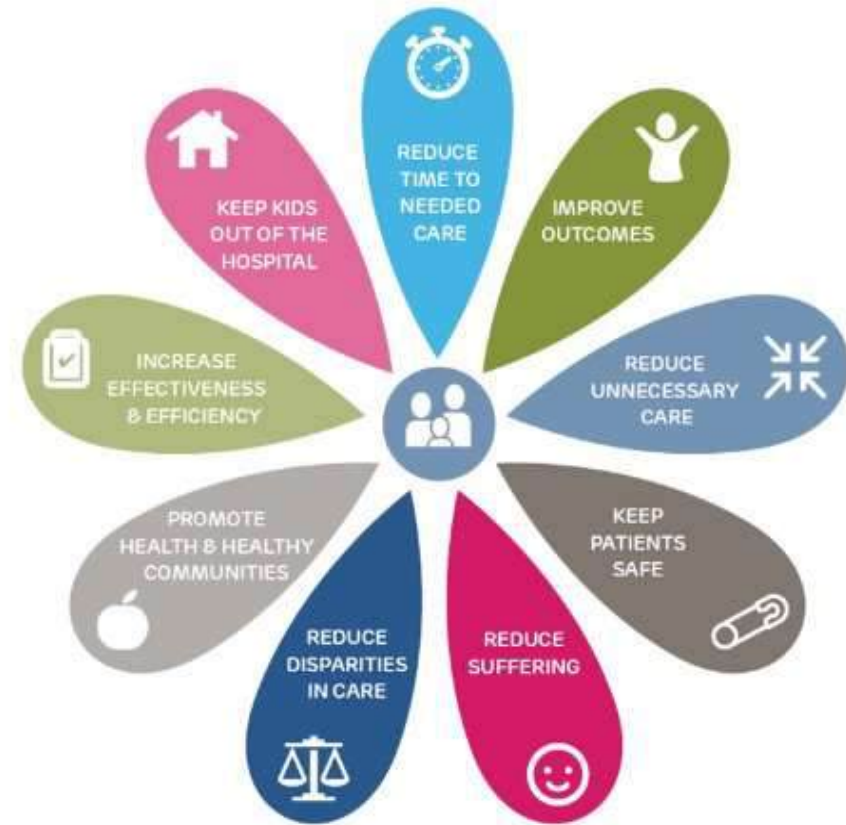 REDUCE
TIME TO
NEEDED
CARE
IMPROVE
OUTCOMES
REDUCE
UNNECESSARY
CARE
KEEP
PATIENTS
SAFE
REDUCE
SUFFERING
REDUCE
DISPARITIES
IN CARE
PROMOTE
HEALTH & HEALTHY
COMMUNITIES
INCREASE
EFFECTIVENESS
& EFFICIENCY
KEEP KIDS
OUT OF THE
HOSPITAL